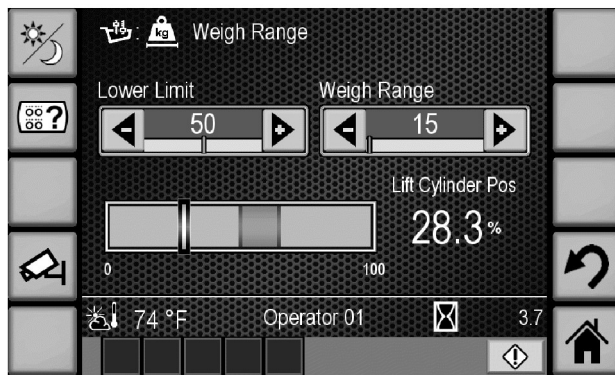 kg Weigh Range
Lower Limit Weigh Range
- 50 + - 15 +
Lift Cylinder Pos
28.3%
0 100
74 °F Operator 01 3.7
?